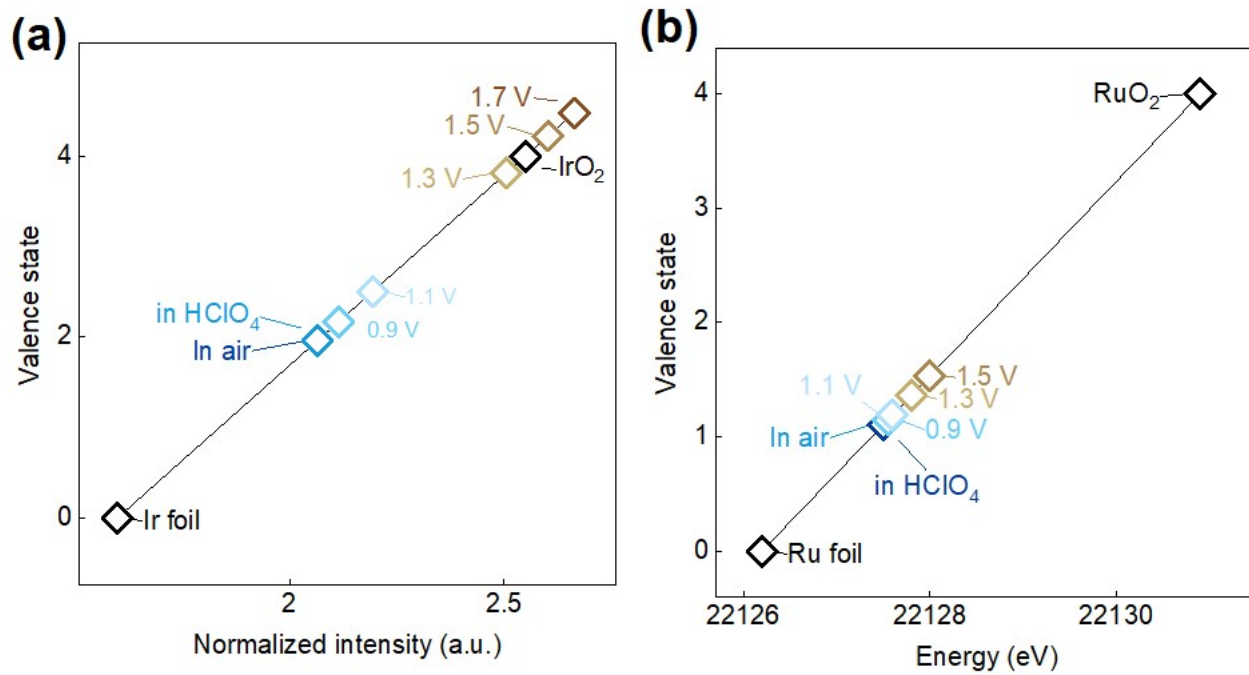 (a)
Valence state
4
2
0
1.7 V
1.5 V
1.3 V
IrO₂
in HClO₄
1.1 V
0.9 V
In air
Ir foil
2
2.5
Normalized intensity (a.u.)
(b)
Valence state
4
3
2
1
0
RuO₂
1.1 V
1.5 V
1.3 V
In air
0.9 V
in HClO₄
Ru foil
22126
22128
22130
Energy (eV)